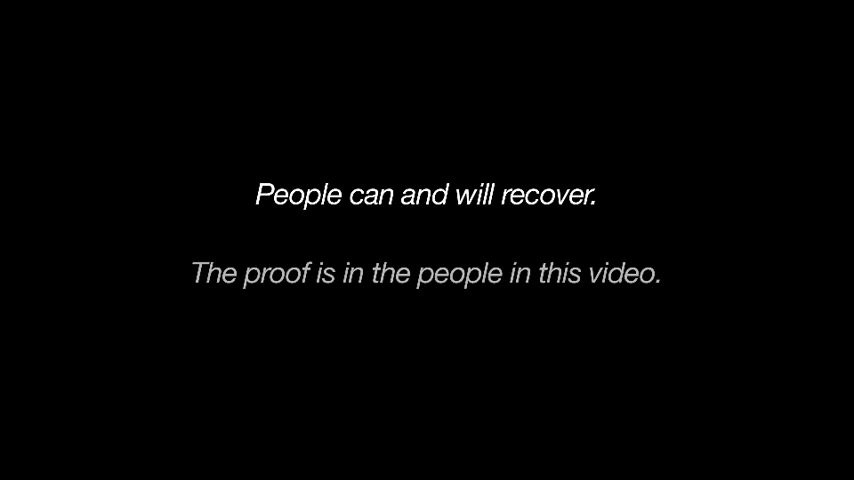 People can and will recover.
The proof is in the people in this video.